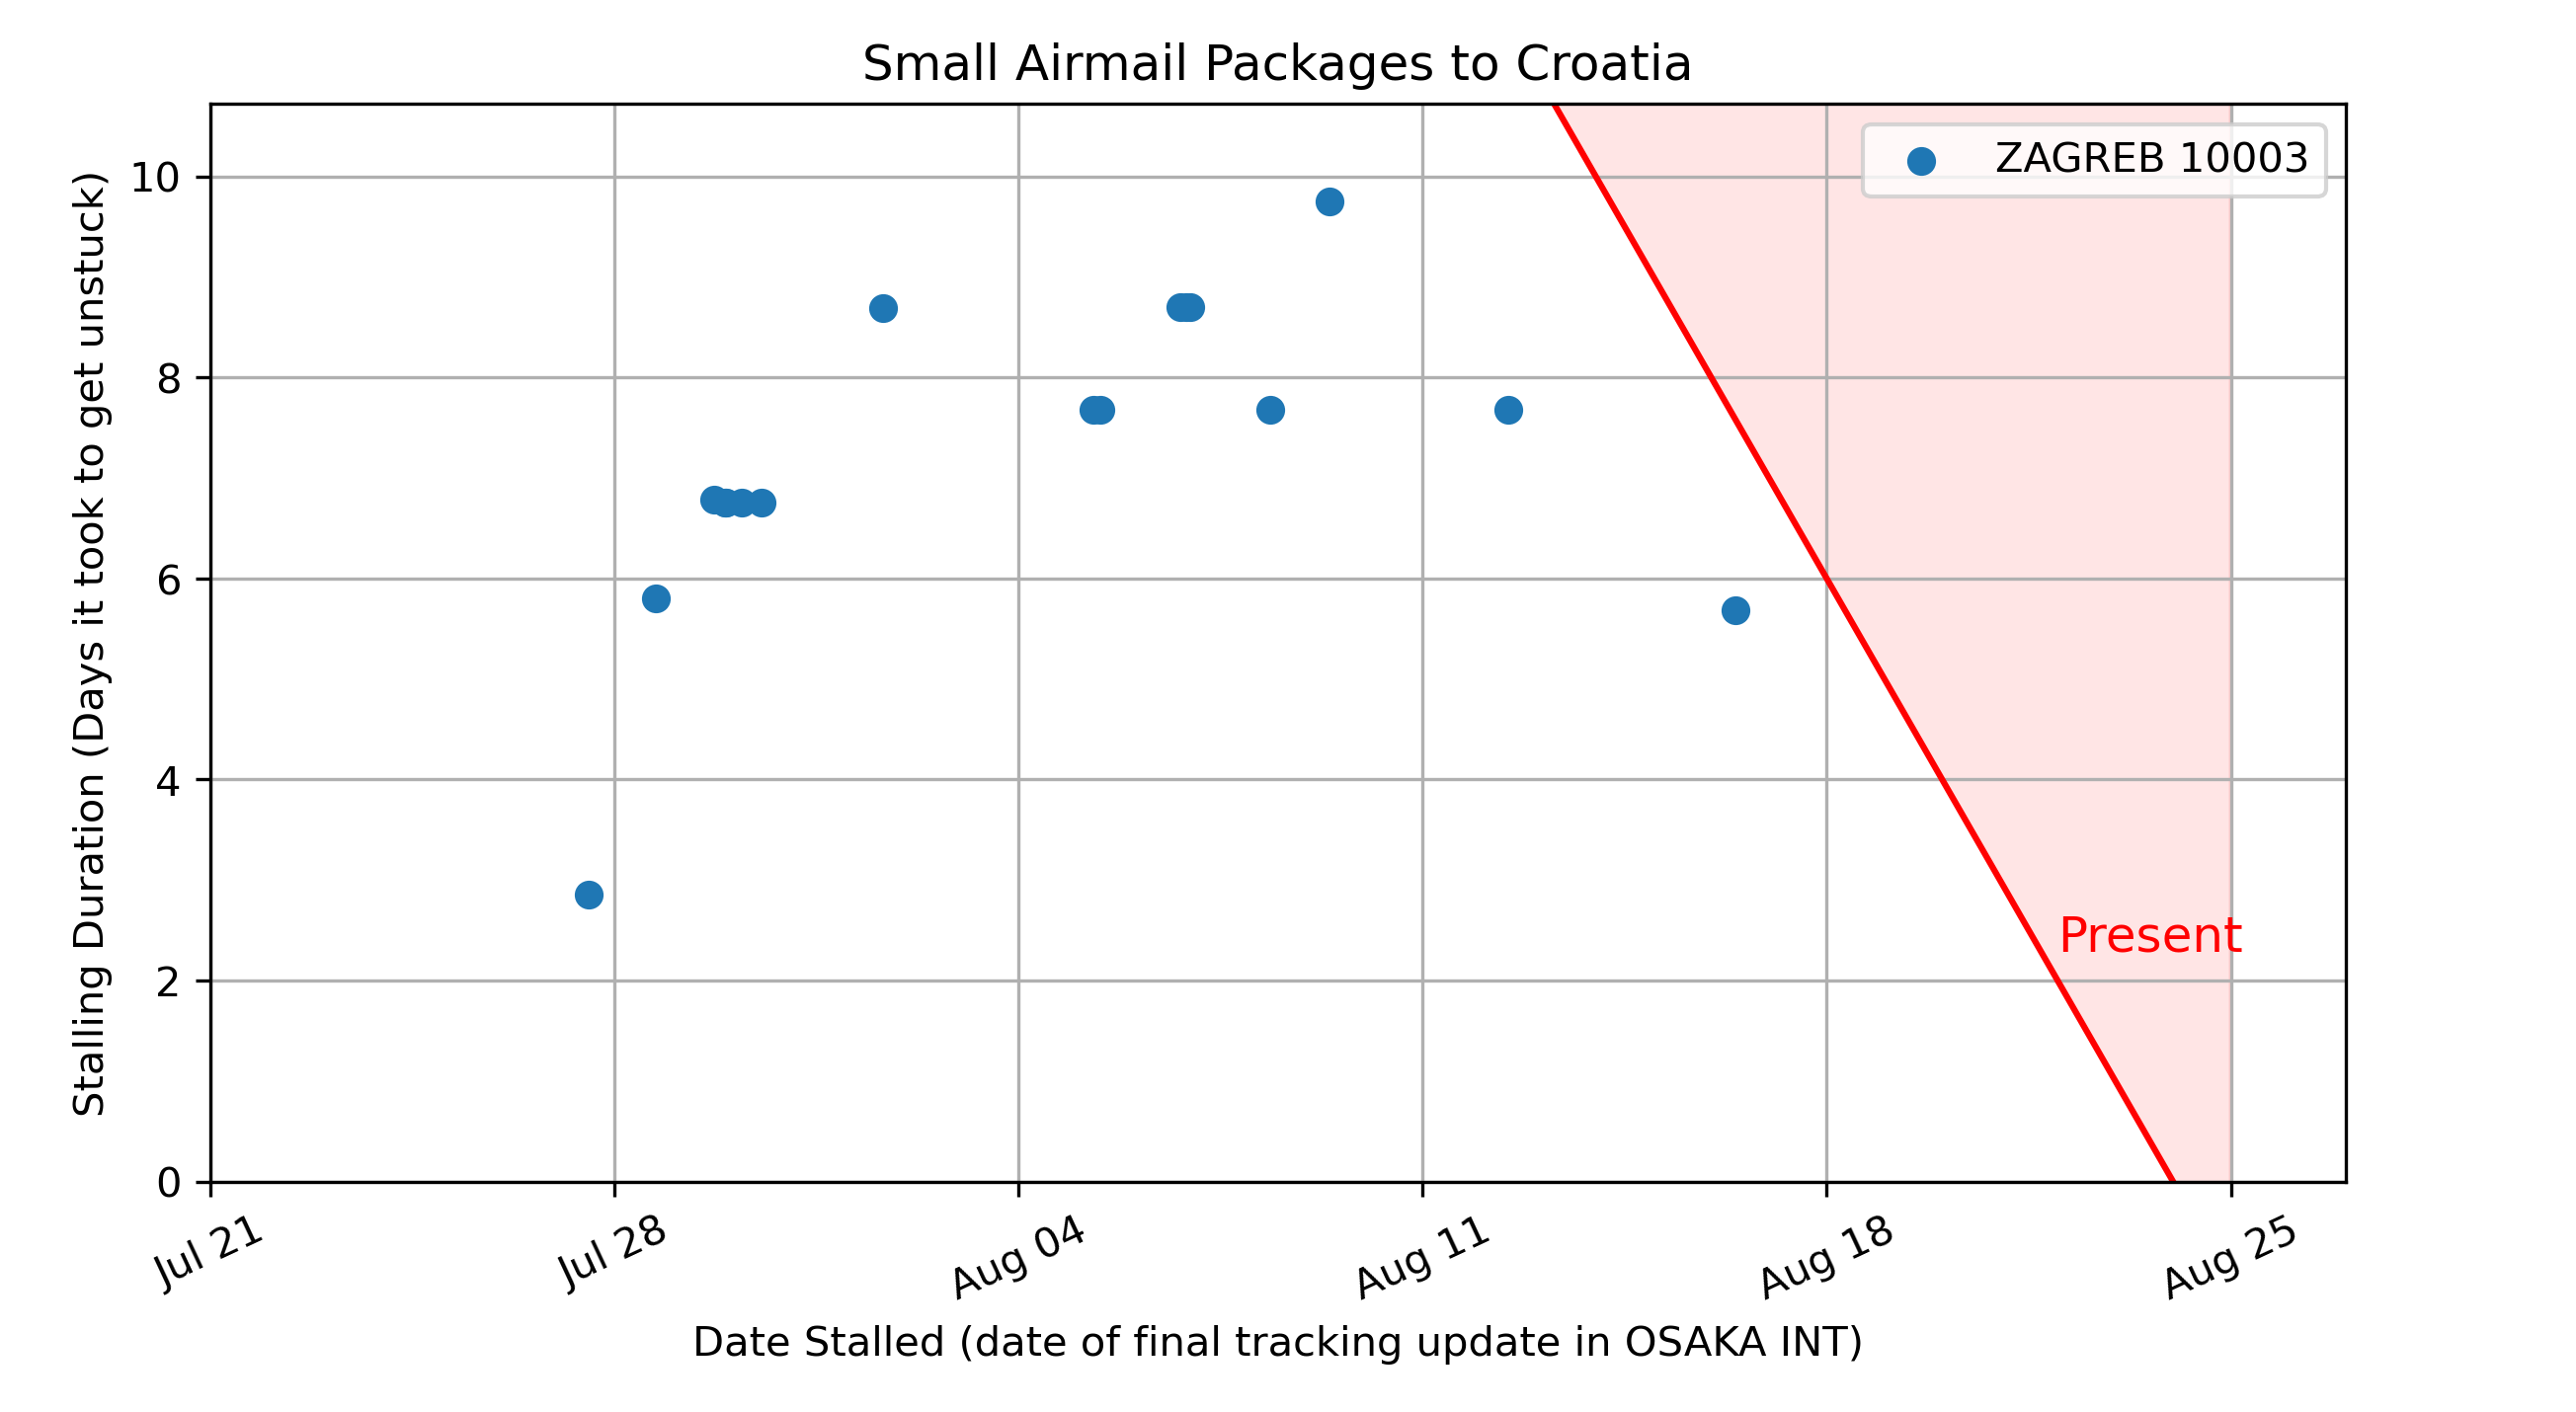 Small Airmail Packages to Croatia
ZAGREB 10003
Stalling Duration (Days it took to get unstuck)
10
8
6
4
2
0
Present
Jul 21
Jul 28
Aug 04
Aug 11
Aug 18
Aug 25
Date Stalled (date of final tracking update in OSAKA INT)